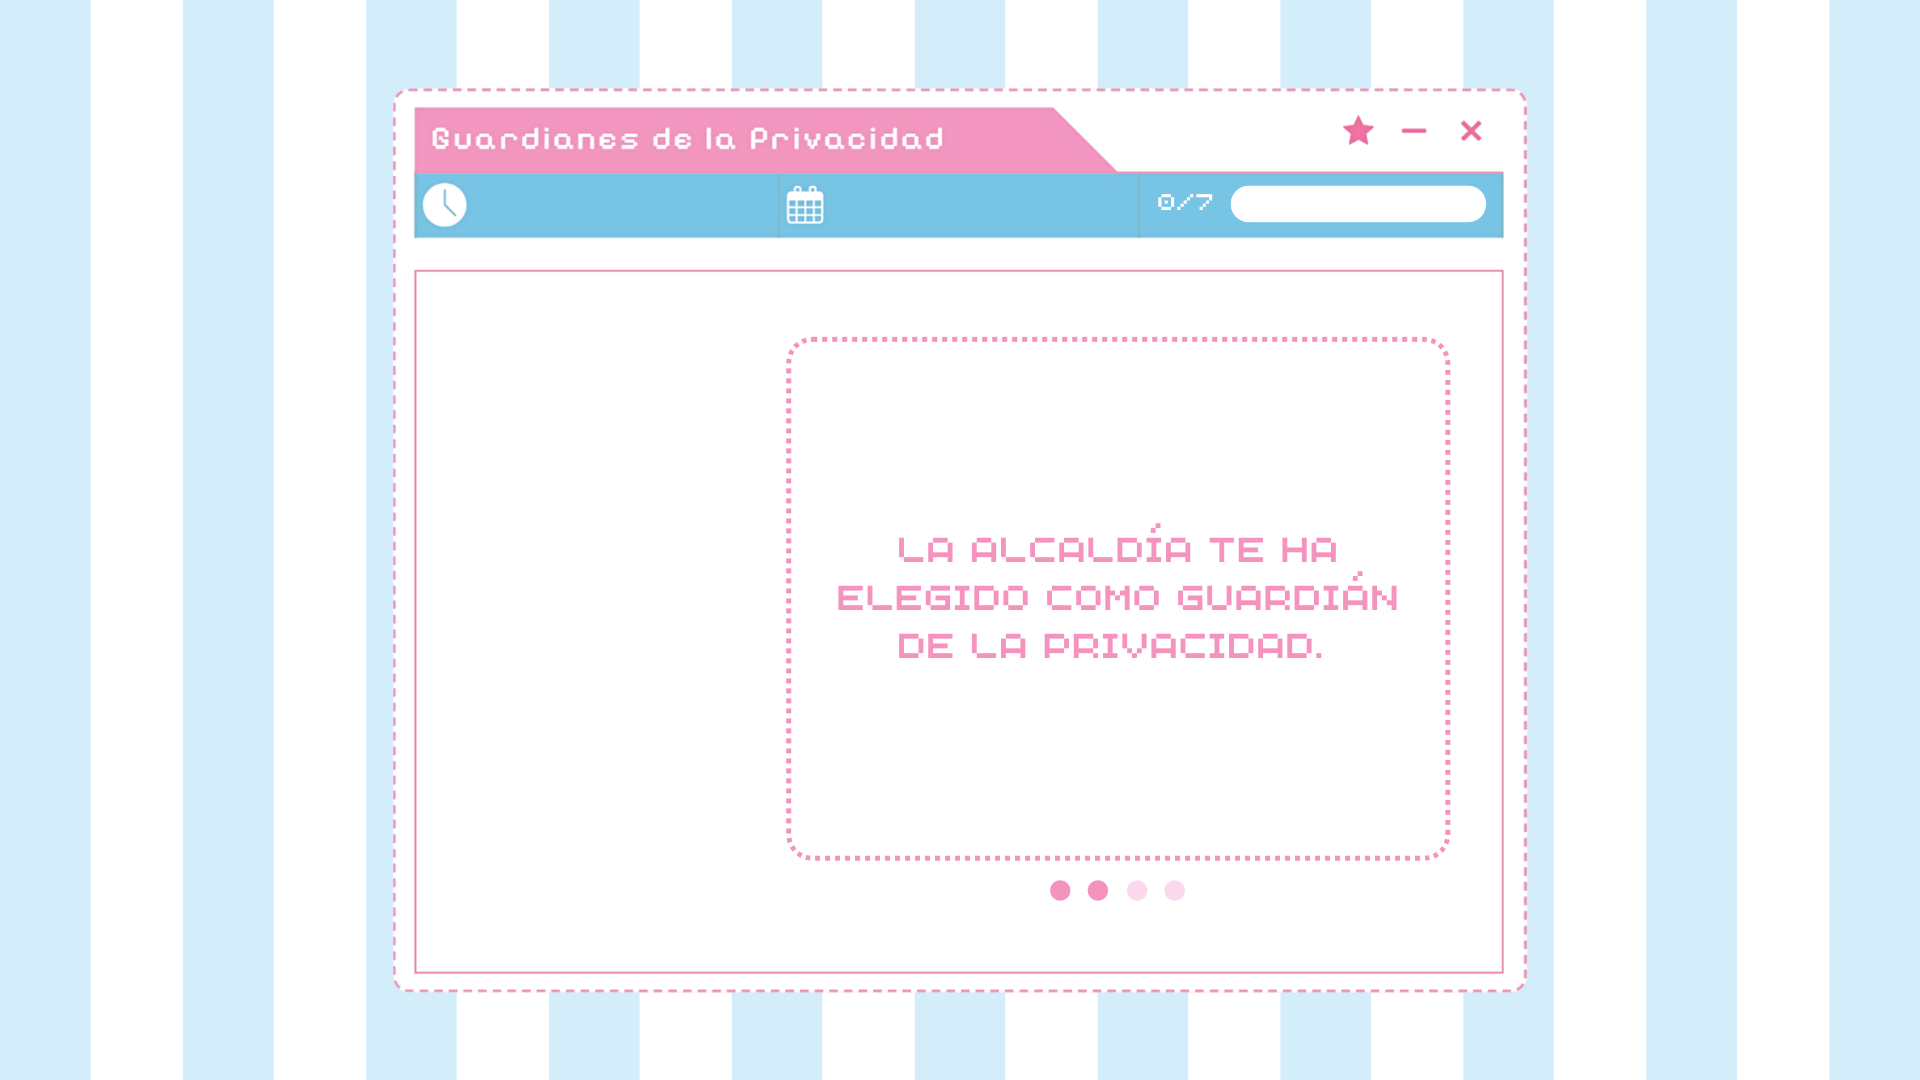 Guardianes de la Privacidad
0/7
LA ALCALDÍA TE HA
ELEGIDO COMO GUARDIÁN
DE LA PRIVACIDAD.